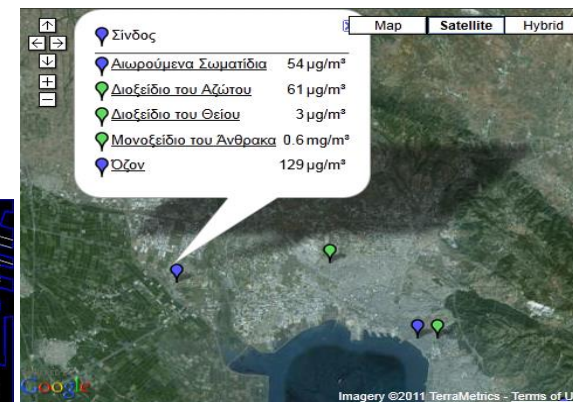 Map Satellite Hybrid
Σίνδος
Αιωρούμενα Σωματίδια 54 μg/m³
Διοξείδιο του Αζώτου 61 μg/m³
Διοξείδιο του Θείου 3 μg/m³
Μονοξείδιο του Άνθρακα 0.6 mg/m³
Όζον 129 μg/m³
Google
Imagery ©2011 TerraMetrics - Terms of U